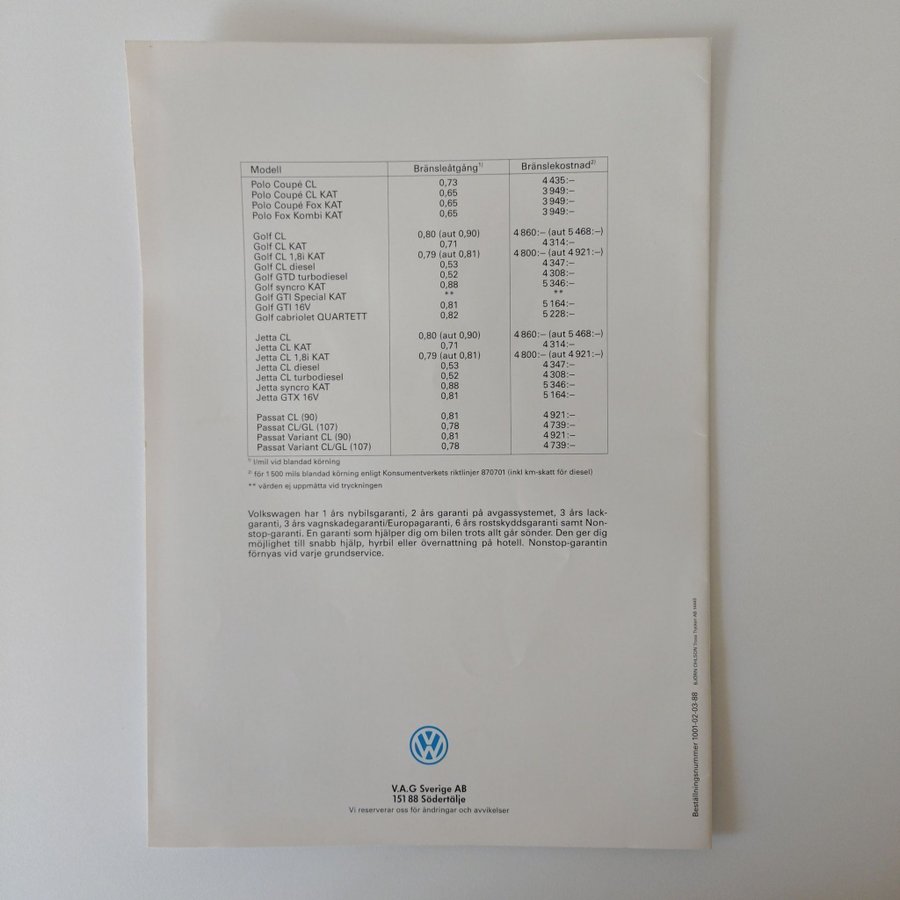 Modell Bränsleåtgång1) Bränslekostnad2)
Polo Coupé CL 0,73 4 435:–
Polo Coupé CL KAT 0,65 3 949:–
Polo Coupé Fox KAT 0,65 3 949:–
Polo Fox Kombi KAT 0,65 3 949:–
Golf CL 0,80 (aut 0,90) 4 860:– (aut 5 468:–)
Golf CL KAT 0,71 4 314:–
Golf CL 1,8i KAT 0,79 (aut 0,81) 4 800:– (aut 4 921:–)
Golf CL diesel 0,53 4 347:–
Golf GTD turbodiesel 0,52 4 308:–
Golf syncro KAT 0,88 5 346:–
Golf GTI Special KAT ** **
Golf GTI 16V 0,81 5 164:–
Golf cabriolet QUARTETT 0,82 5 228:–
Jetta CL 0,80 (aut 0,90) 4 860:– (aut 5 468:–)
Jetta CL KAT 0,71 4 314:–
Jetta CL 1,8i KAT 0,79 (aut 0,81) 4 800:– (aut 4 921:–)
Jetta CL diesel 0,53 4 347:–
Jetta CL turbodiesel 0,52 4 308:–
Jetta syncro KAT 0,88 5 346:–
Jetta GTX 16V 0,81 5 164:–
Passat CL (90) 0,81 4 921:–
Passat CL/GL (107) 0,78 4 739:–
Passat Variant CL (90) 0,81 4 921:–
Passat Variant CL/GL (107) 0,78 4 739:–
1) l/mil vid blandad körning
2) för 1 500 mils blandad körning enligt Konsumentverkets riktlinjer 870701 (inkl km-skatt för diesel)
** värden ej uppmätta vid tryckningen
Volkswagen har 1 års nybilsgaranti, 2 års garanti på avgassystemet, 3 års lack-
garanti, 3 års vagnskadegaranti/Europagaranti, 6 års rostskyddsgaranti samt Non-
stop-garanti. En garanti som hjälper dig om bilen trots allt går sönder. Den ger dig
möjlighet till snabb hjälp, hyrbil eller övernattning på hotell. Nonstop-garantin
förnyas vid varje grundservice.
VW
V.A.G Sverige AB
151 88 Södertälje
Vi reserverar oss för ändringar och avvikelser
Beställningsnummer 1001-02-03-88 BJÖRN OHLSON